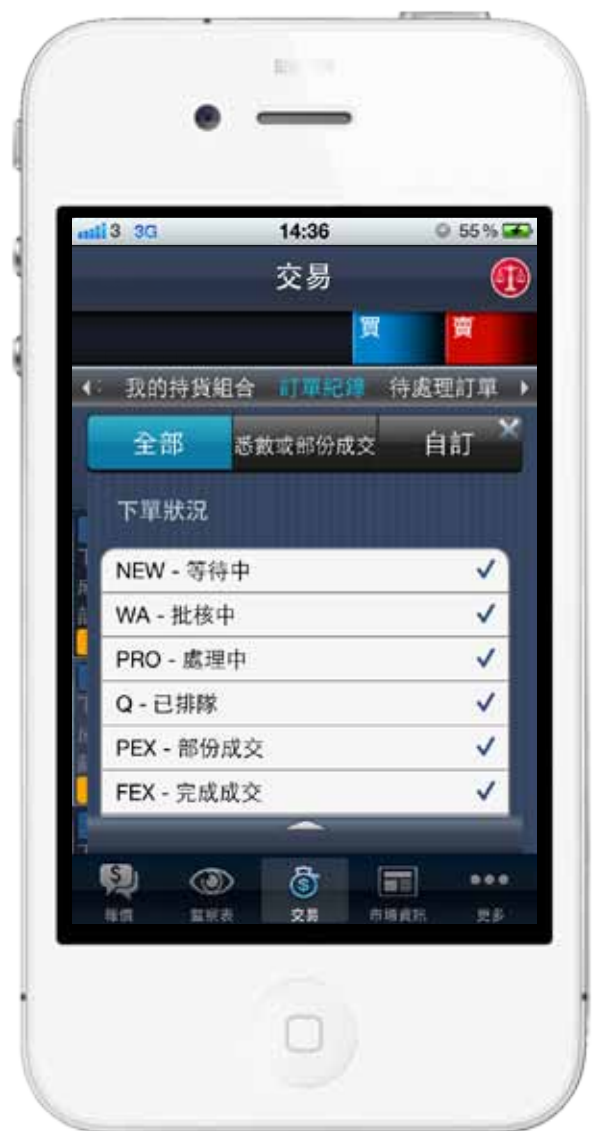 3 3G 14:36 55%
交易
買 賣
我的持貨組合 訂單紀錄 待處理訂單
全部 悉數或部份成交 自訂
下單狀況
NEW - 等待中
WA - 批核中
PRO - 處理中
Q - 已排隊
PEX - 部份成交
FEX - 完成成交
報價 監察表 交易 市場資訊 更多